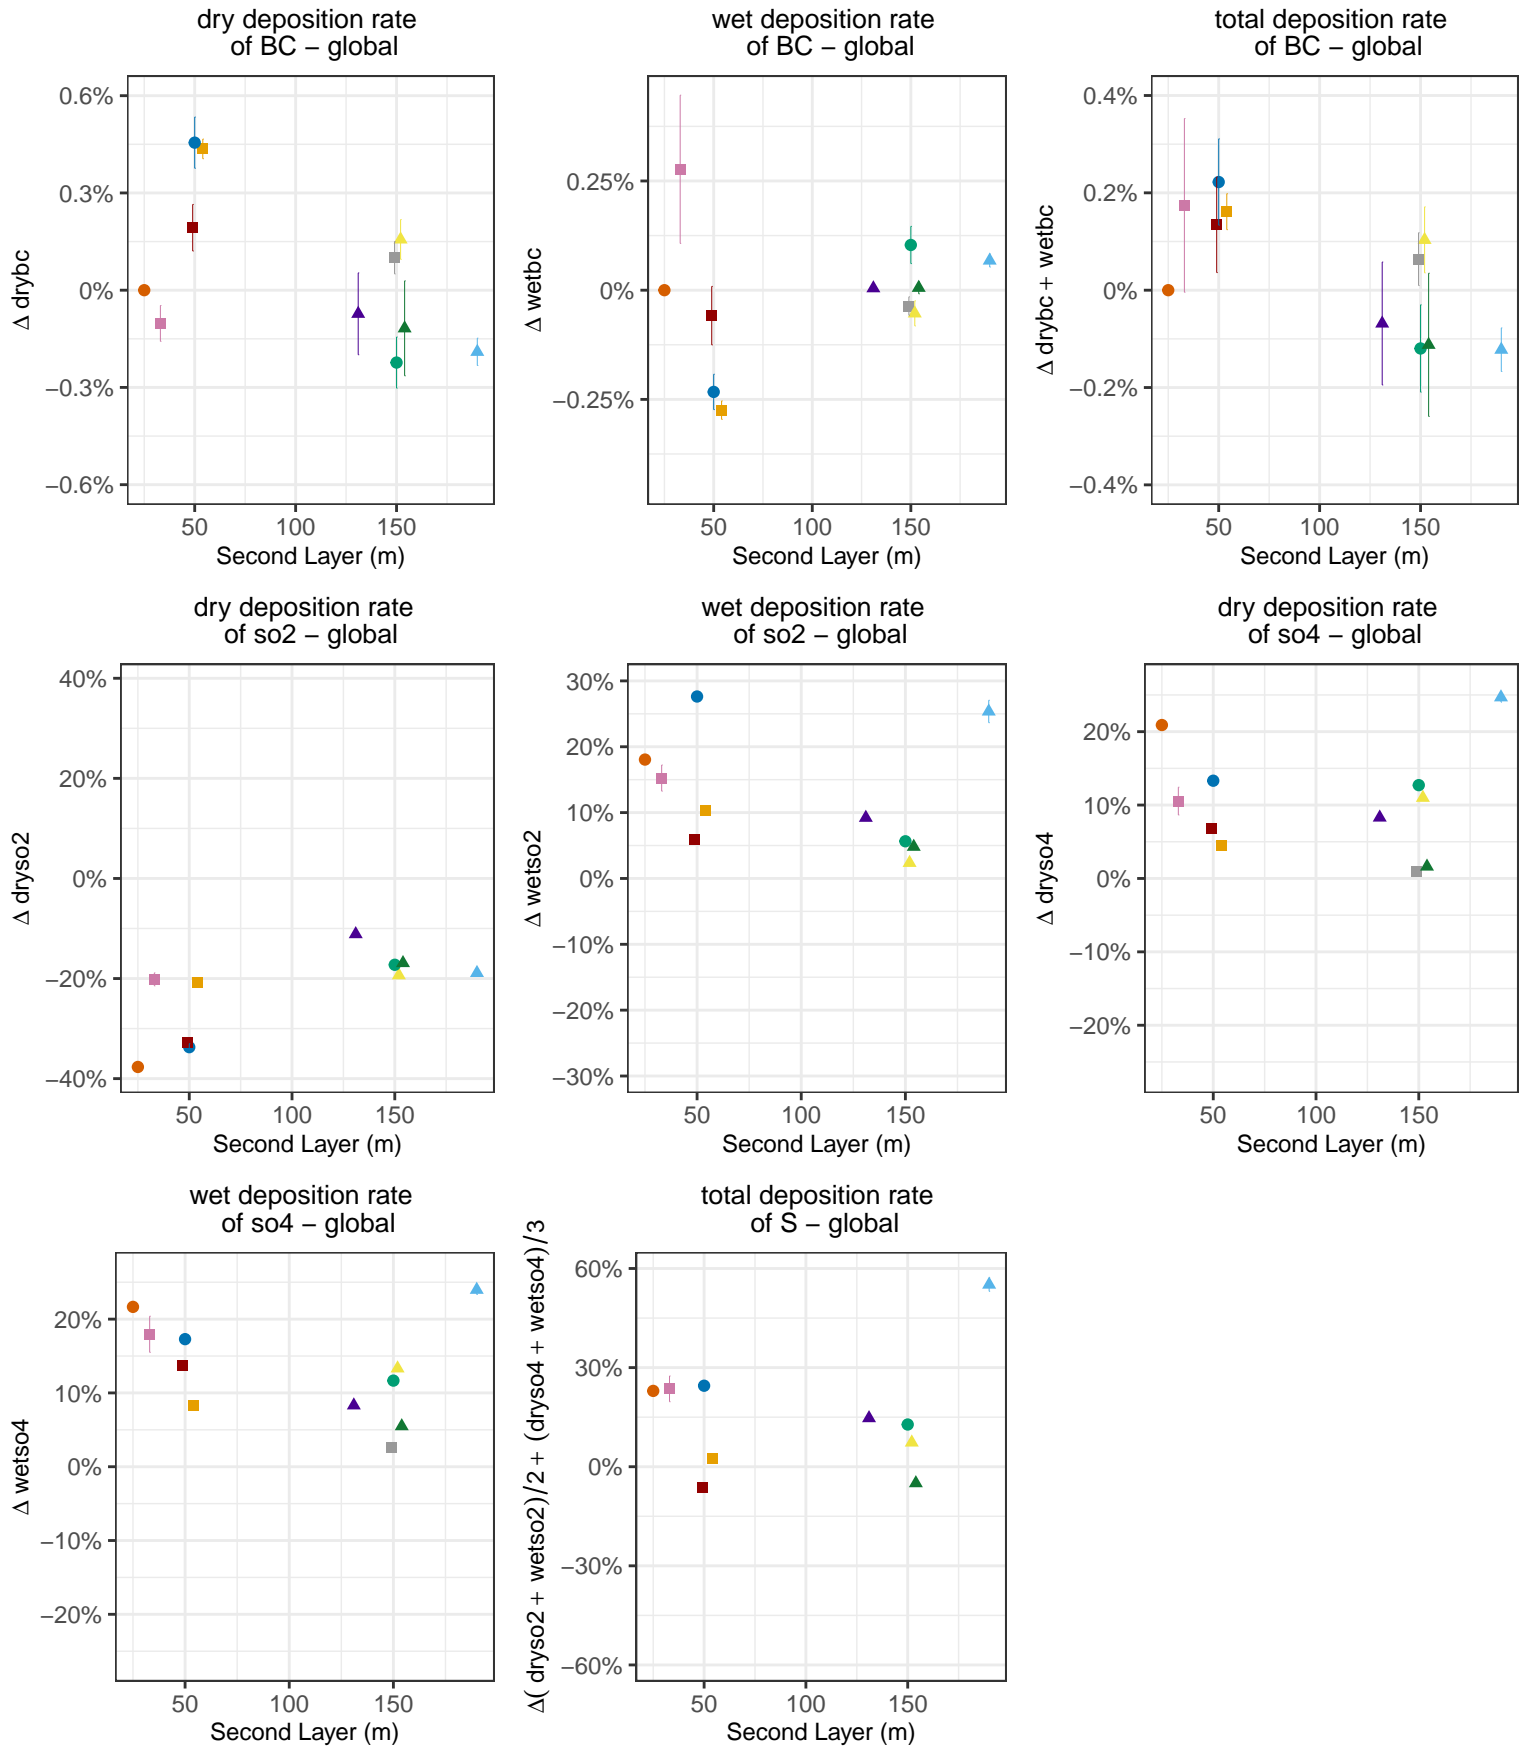 dry deposition rate
of BC − global
Δ drybc
0.6%
0.3%
0%
−0.3%
−0.6%
50
100
150
Second Layer (m)
wet deposition rate
of BC − global
Δ wetbc
0.25%
0%
−0.25%
50
100
150
Second Layer (m)
total deposition rate
of BC − global
Δ drybc + wetbc
0.4%
0.2%
0%
−0.2%
−0.4%
50
100
150
Second Layer (m)
dry deposition rate
of so2 − global
Δ dryso2
40%
20%
0%
−20%
−40%
50
100
150
Second Layer (m)
wet deposition rate
of so2 − global
Δ wetso2
30%
20%
10%
0%
−10%
−20%
−30%
50
100
150
Second Layer (m)
dry deposition rate
of so4 − global
Δ dryso4
20%
10%
0%
−10%
−20%
50
100
150
Second Layer (m)
wet deposition rate
of so4 − global
Δ wetso4
20%
10%
0%
−10%
−20%
50
100
150
Second Layer (m)
total deposition rate
of S − global
Δ( dryso2 + wetso2)/2 + (dryso4 + wetso4)/3
60%
30%
0%
−30%
−60%
50
100
150
Second Layer (m)